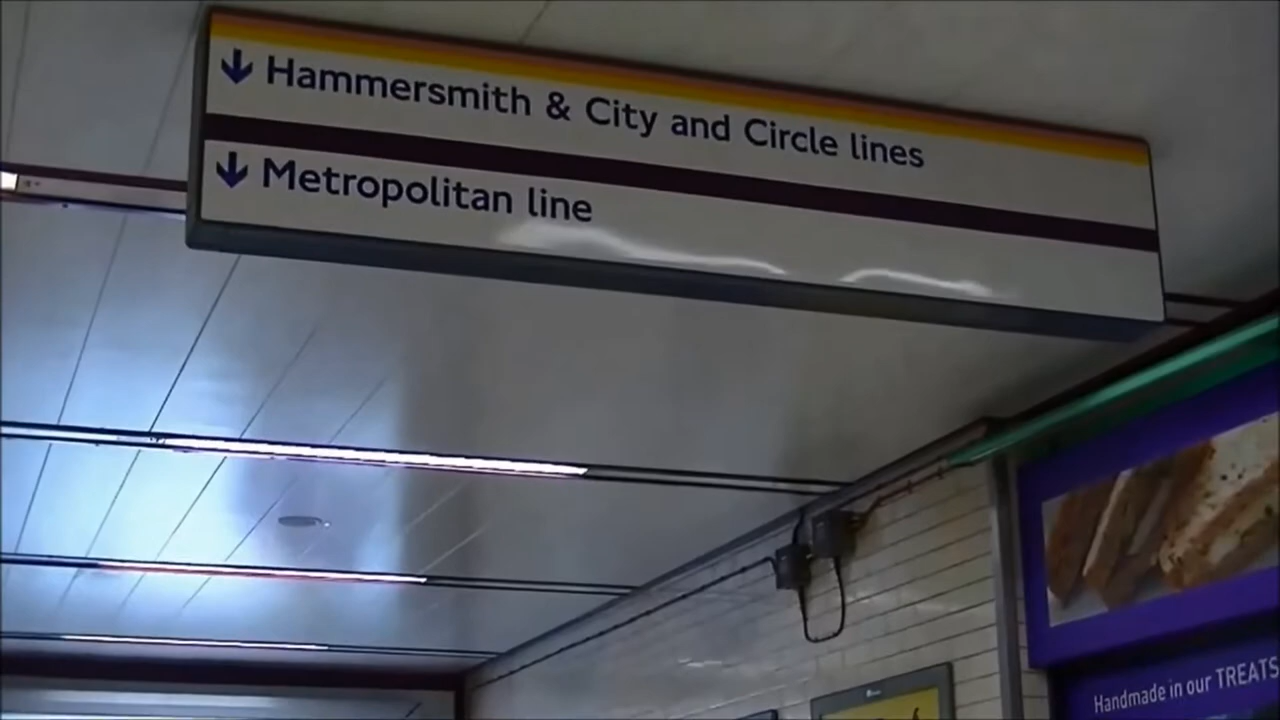 ↓ Hammersmith & City and Circle lines
↓ Metropolitan line
Handmade in our TREATS